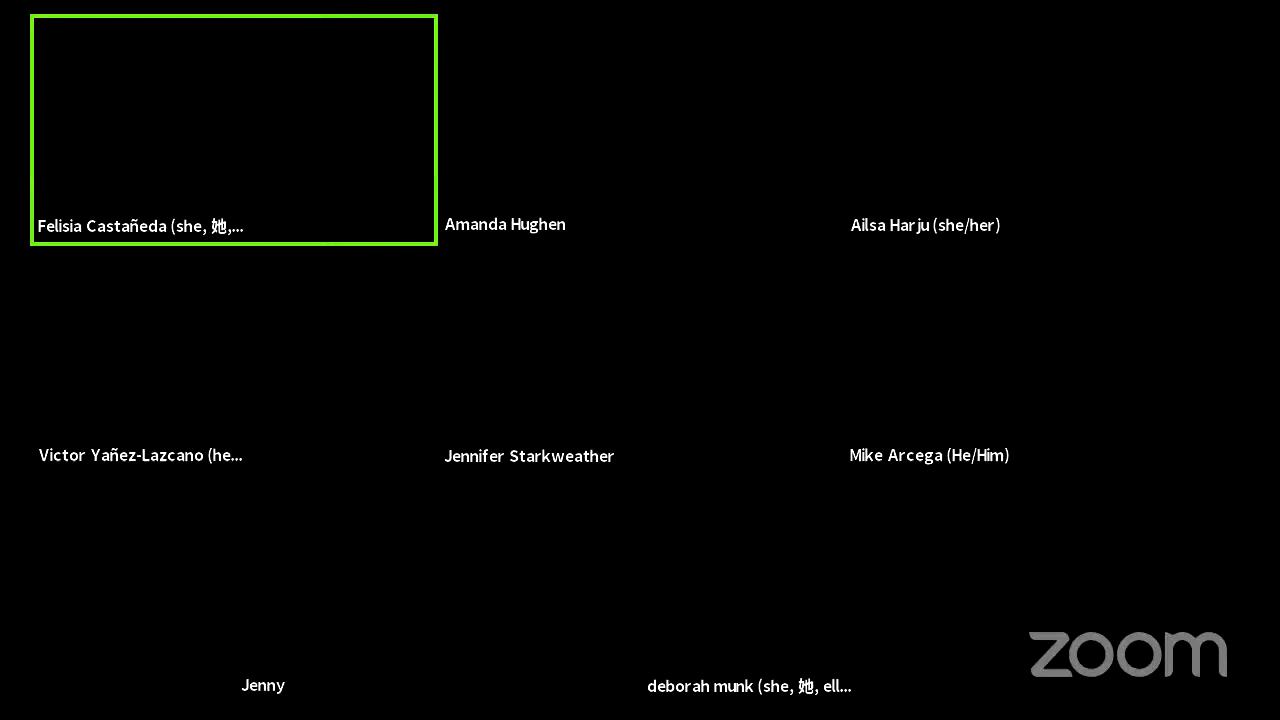 Felisia Castañeda (she, 她,...
Amanda Hughen
Ailsa Harju (she/her)
Victor Yañez-Lazcano (he...
Jennifer Starkweather
Mike Arcega (He/Him)
zoom
Jenny
deborah munk (she, 她, ell...